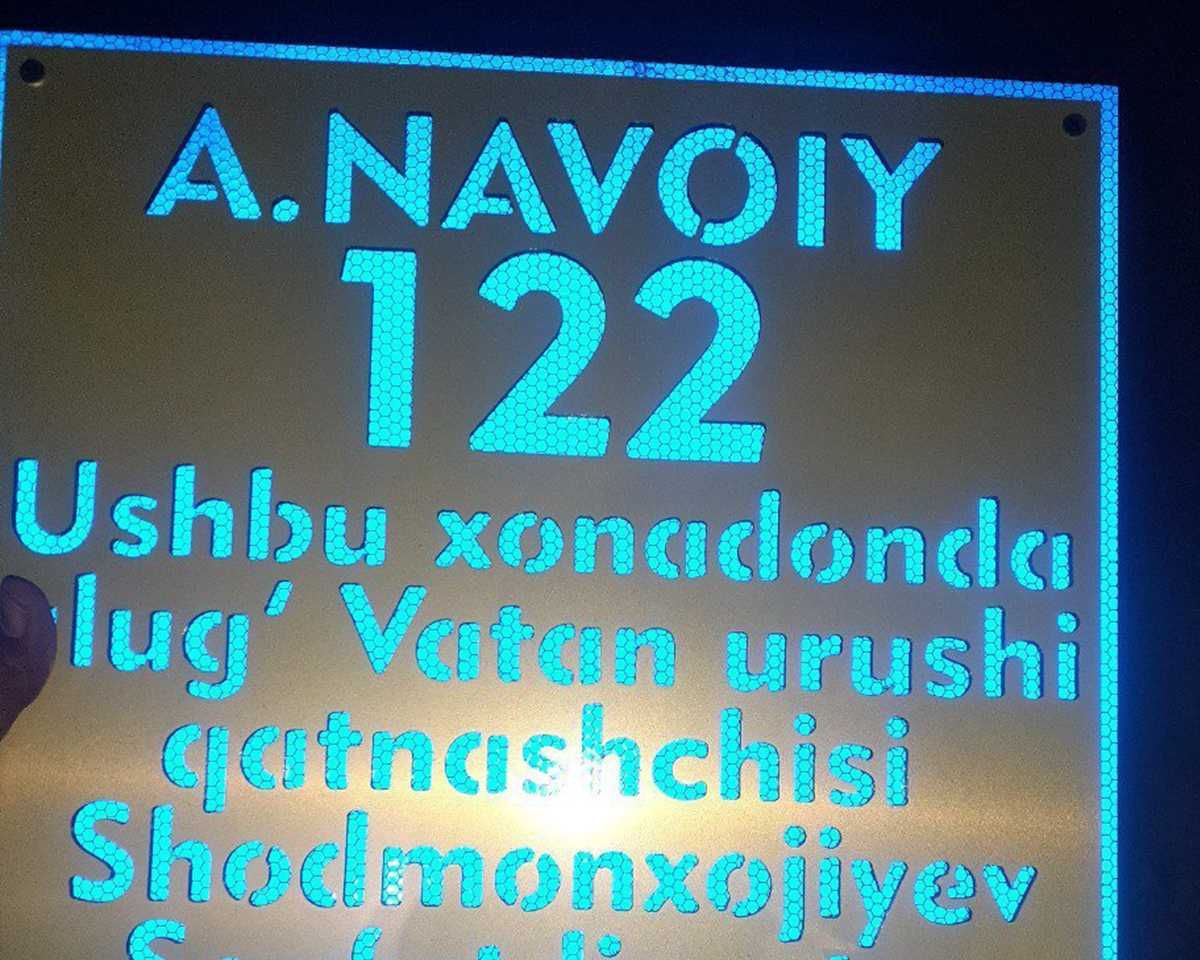 A.NAVOIY
122
Ushbu xonadonda
lug' Vatan urushi
qatnashchisi
Shodmonxojiyev